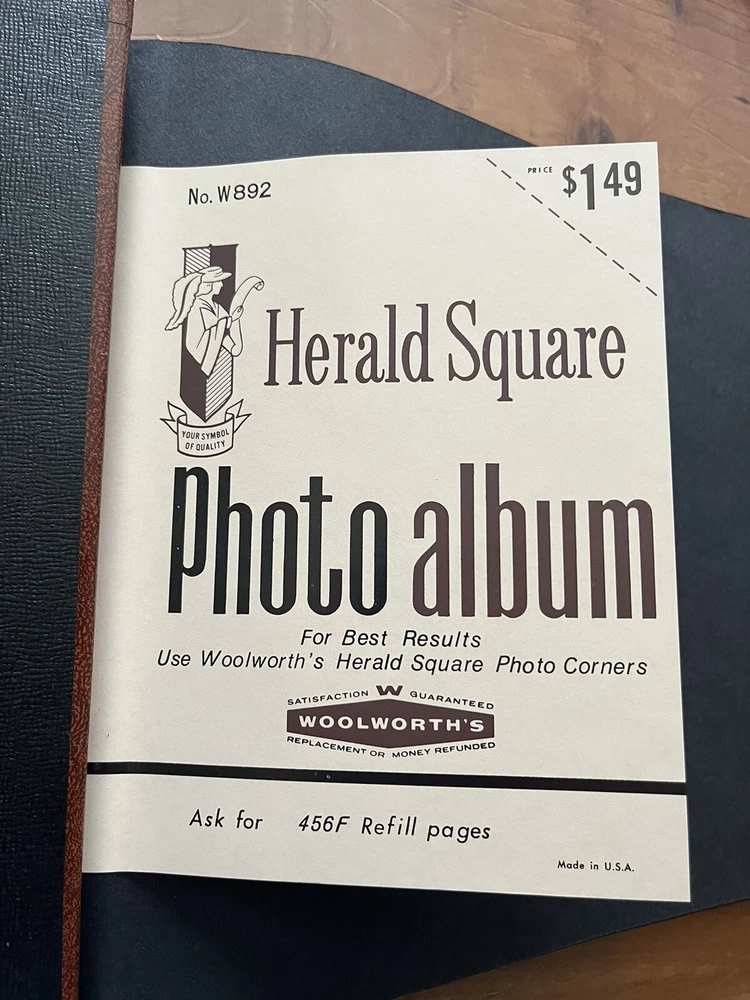 No. W892
PRICE $1.49
Herald Square
YOUR SYMBOL
OF QUALITY
Photo album
For Best Results
Use Woolworth's Herald Square Photo Corners
SATISFACTION W GUARANTEED
WOOLWORTH'S
REPLACEMENT OR MONEY REFUNDED
Ask for 456F Refill pages
Made in U.S.A.